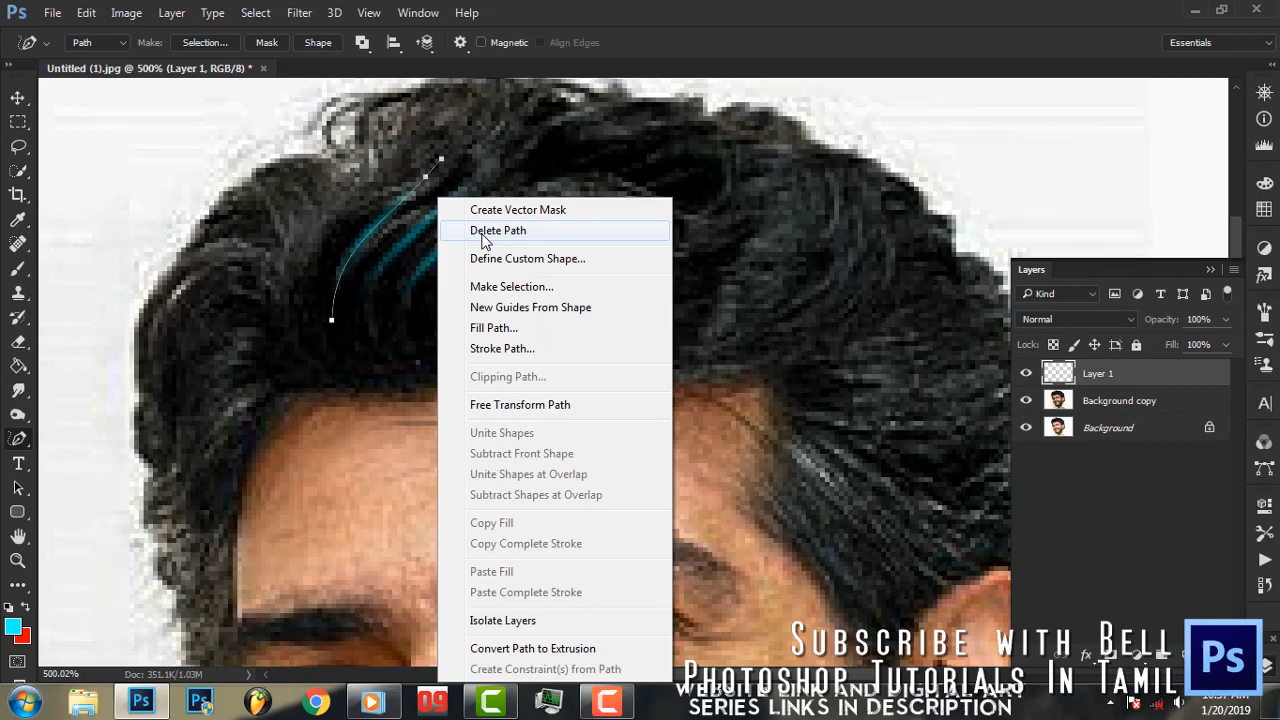 Ps File Edit Image Layer Type Select Filter 3D View Window Help
Path Make: Selection... Mask Shape Magnetic Align Edges Essentials
Untitled (1).jpg @ 500% (Layer 1, RGB/8) * ×
Create Vector Mask
Delete Path
Define Custom Shape...
Make Selection...
New Guides From Shape
Fill Path...
Stroke Path...
Clipping Path...
Free Transform Path
Unite Shapes
Subtract Front Shape
Unite Shapes at Overlap
Subtract Shapes at Overlap
Copy Fill
Copy Complete Stroke
Paste Fill
Paste Complete Stroke
Isolate Layers
Convert Path to Extrusion
Create Constraint(s) from Path
Layers
Kind
Normal Opacity: 100%
Lock: Fill: 100%
Layer 1
Background copy
Background
500.02% Doc: 351.1K/1.03M
Subscribe with Bell
Photoshop Tutorials In Tamil
Ps
Series links in description
1/20/2019